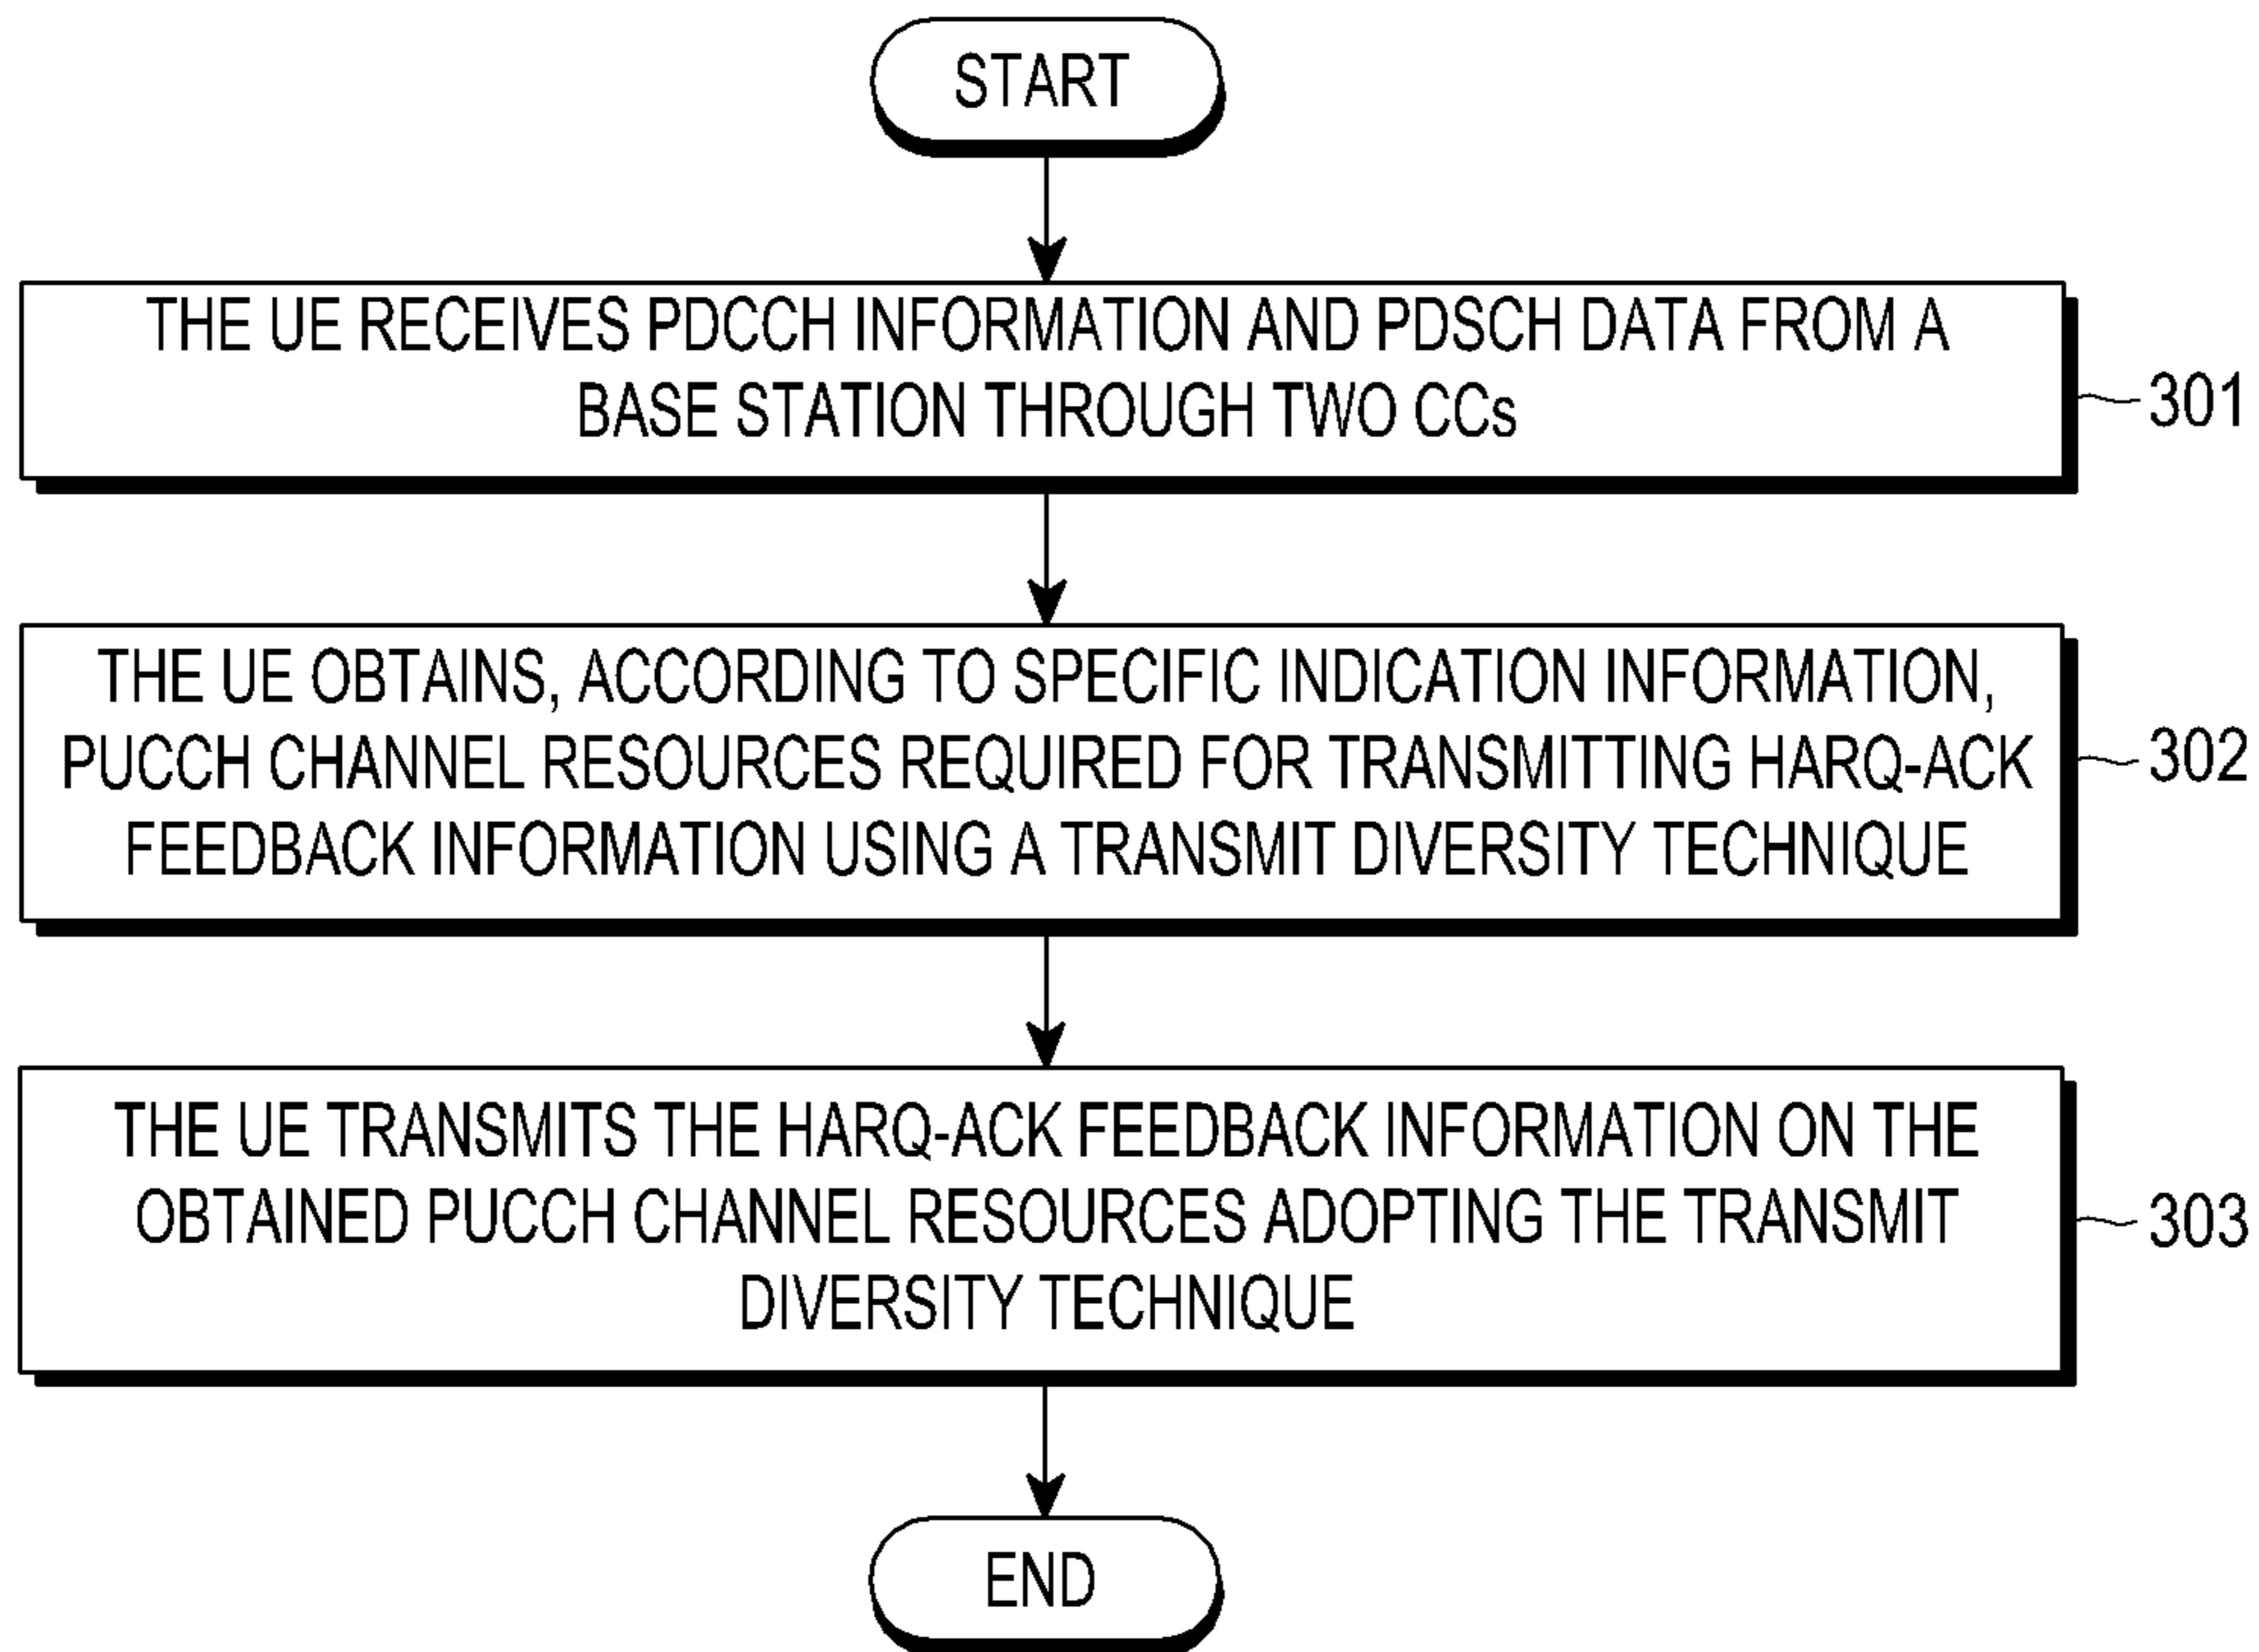 START
THE UE RECEIVES PDCCH INFORMATION AND PDSCH DATA FROM A
BASE STATION THROUGH TWO CCs
301
THE UE OBTAINS, ACCORDING TO SPECIFIC INDICATION INFORMATION,
PUCCH CHANNEL RESOURCES REQUIRED FOR TRANSMITTING HARQ-ACK
FEEDBACK INFORMATION USING A TRANSMIT DIVERSITY TECHNIQUE
302
THE UE TRANSMITS THE HARQ-ACK FEEDBACK INFORMATION ON THE
OBTAINED PUCCH CHANNEL RESOURCES ADOPTING THE TRANSMIT
DIVERSITY TECHNIQUE
303
END